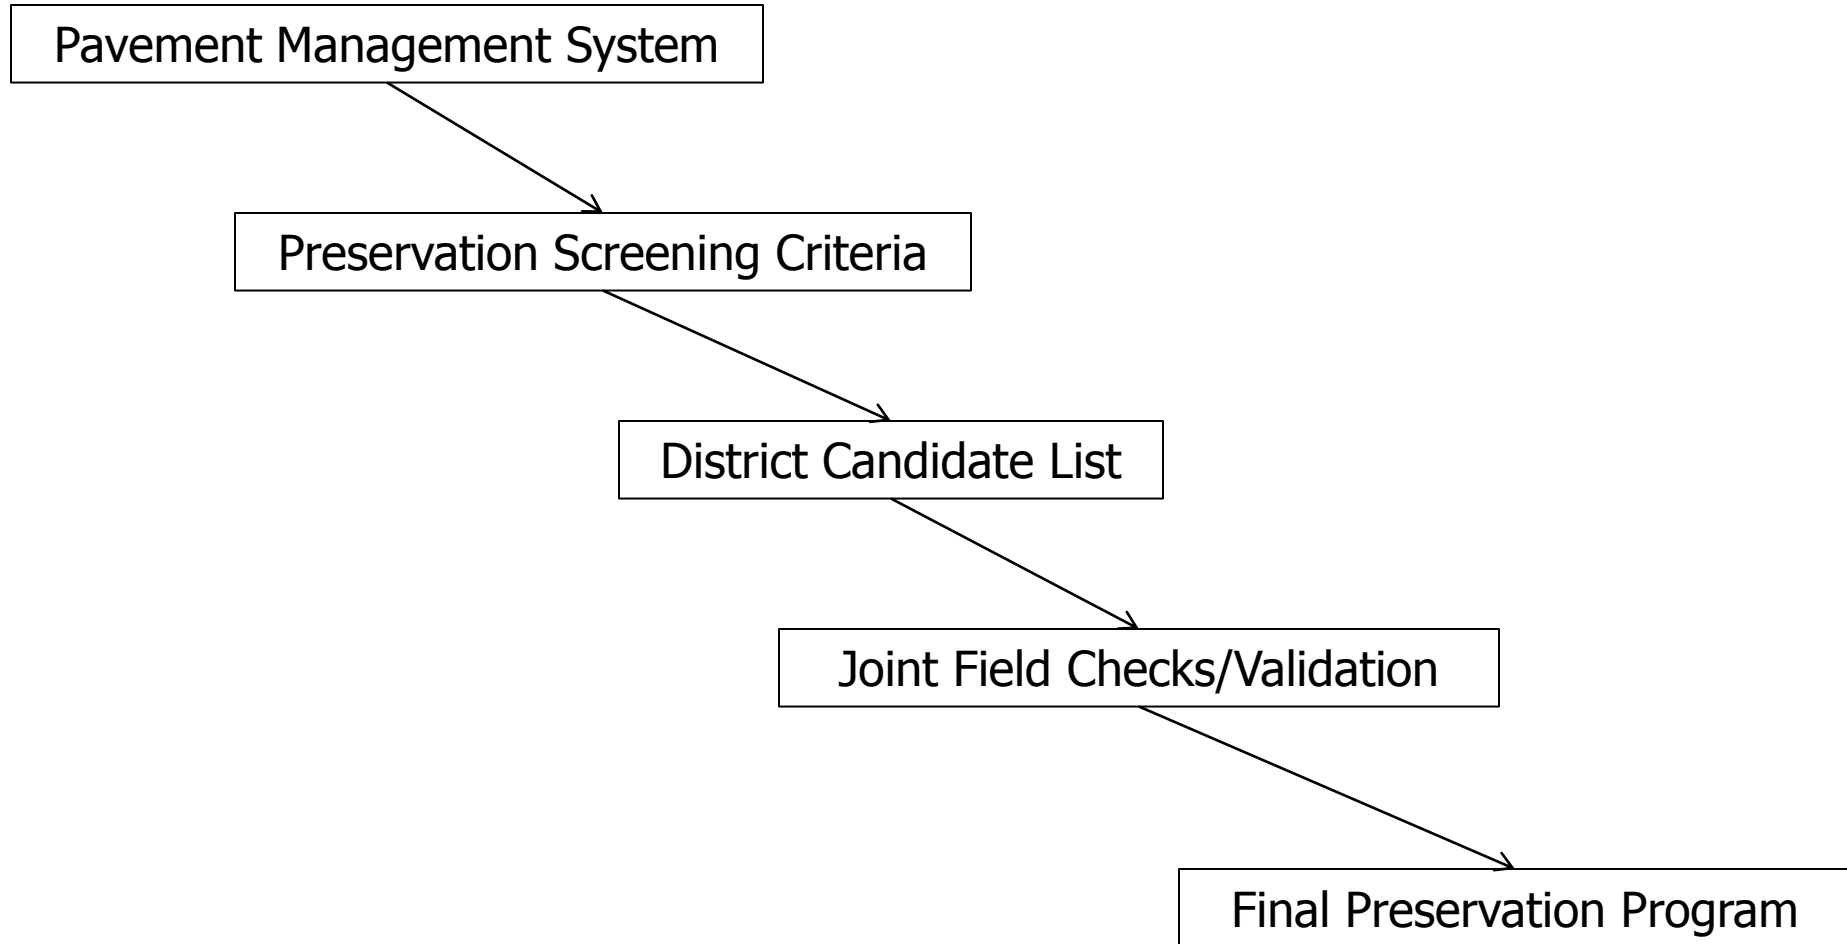 Pavement Management System
Preservation Screening Criteria
District Candidate List
Joint Field Checks/Validation
Final Preservation Program